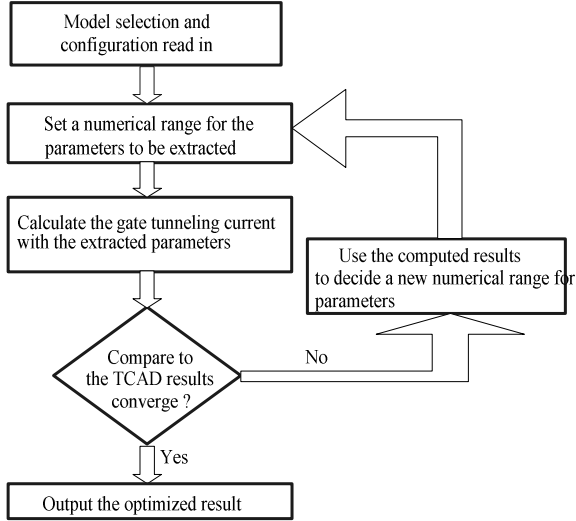 Model selection and
configuration read in
Set a numerical range for the
parameters to be extracted
Calculate the gate tunneling current
with the extracted parameters
Use the computed results
to decide a new numerical range for
parameters
Compare to
the TCAD results
converge ?
No
Yes
Output the optimized result